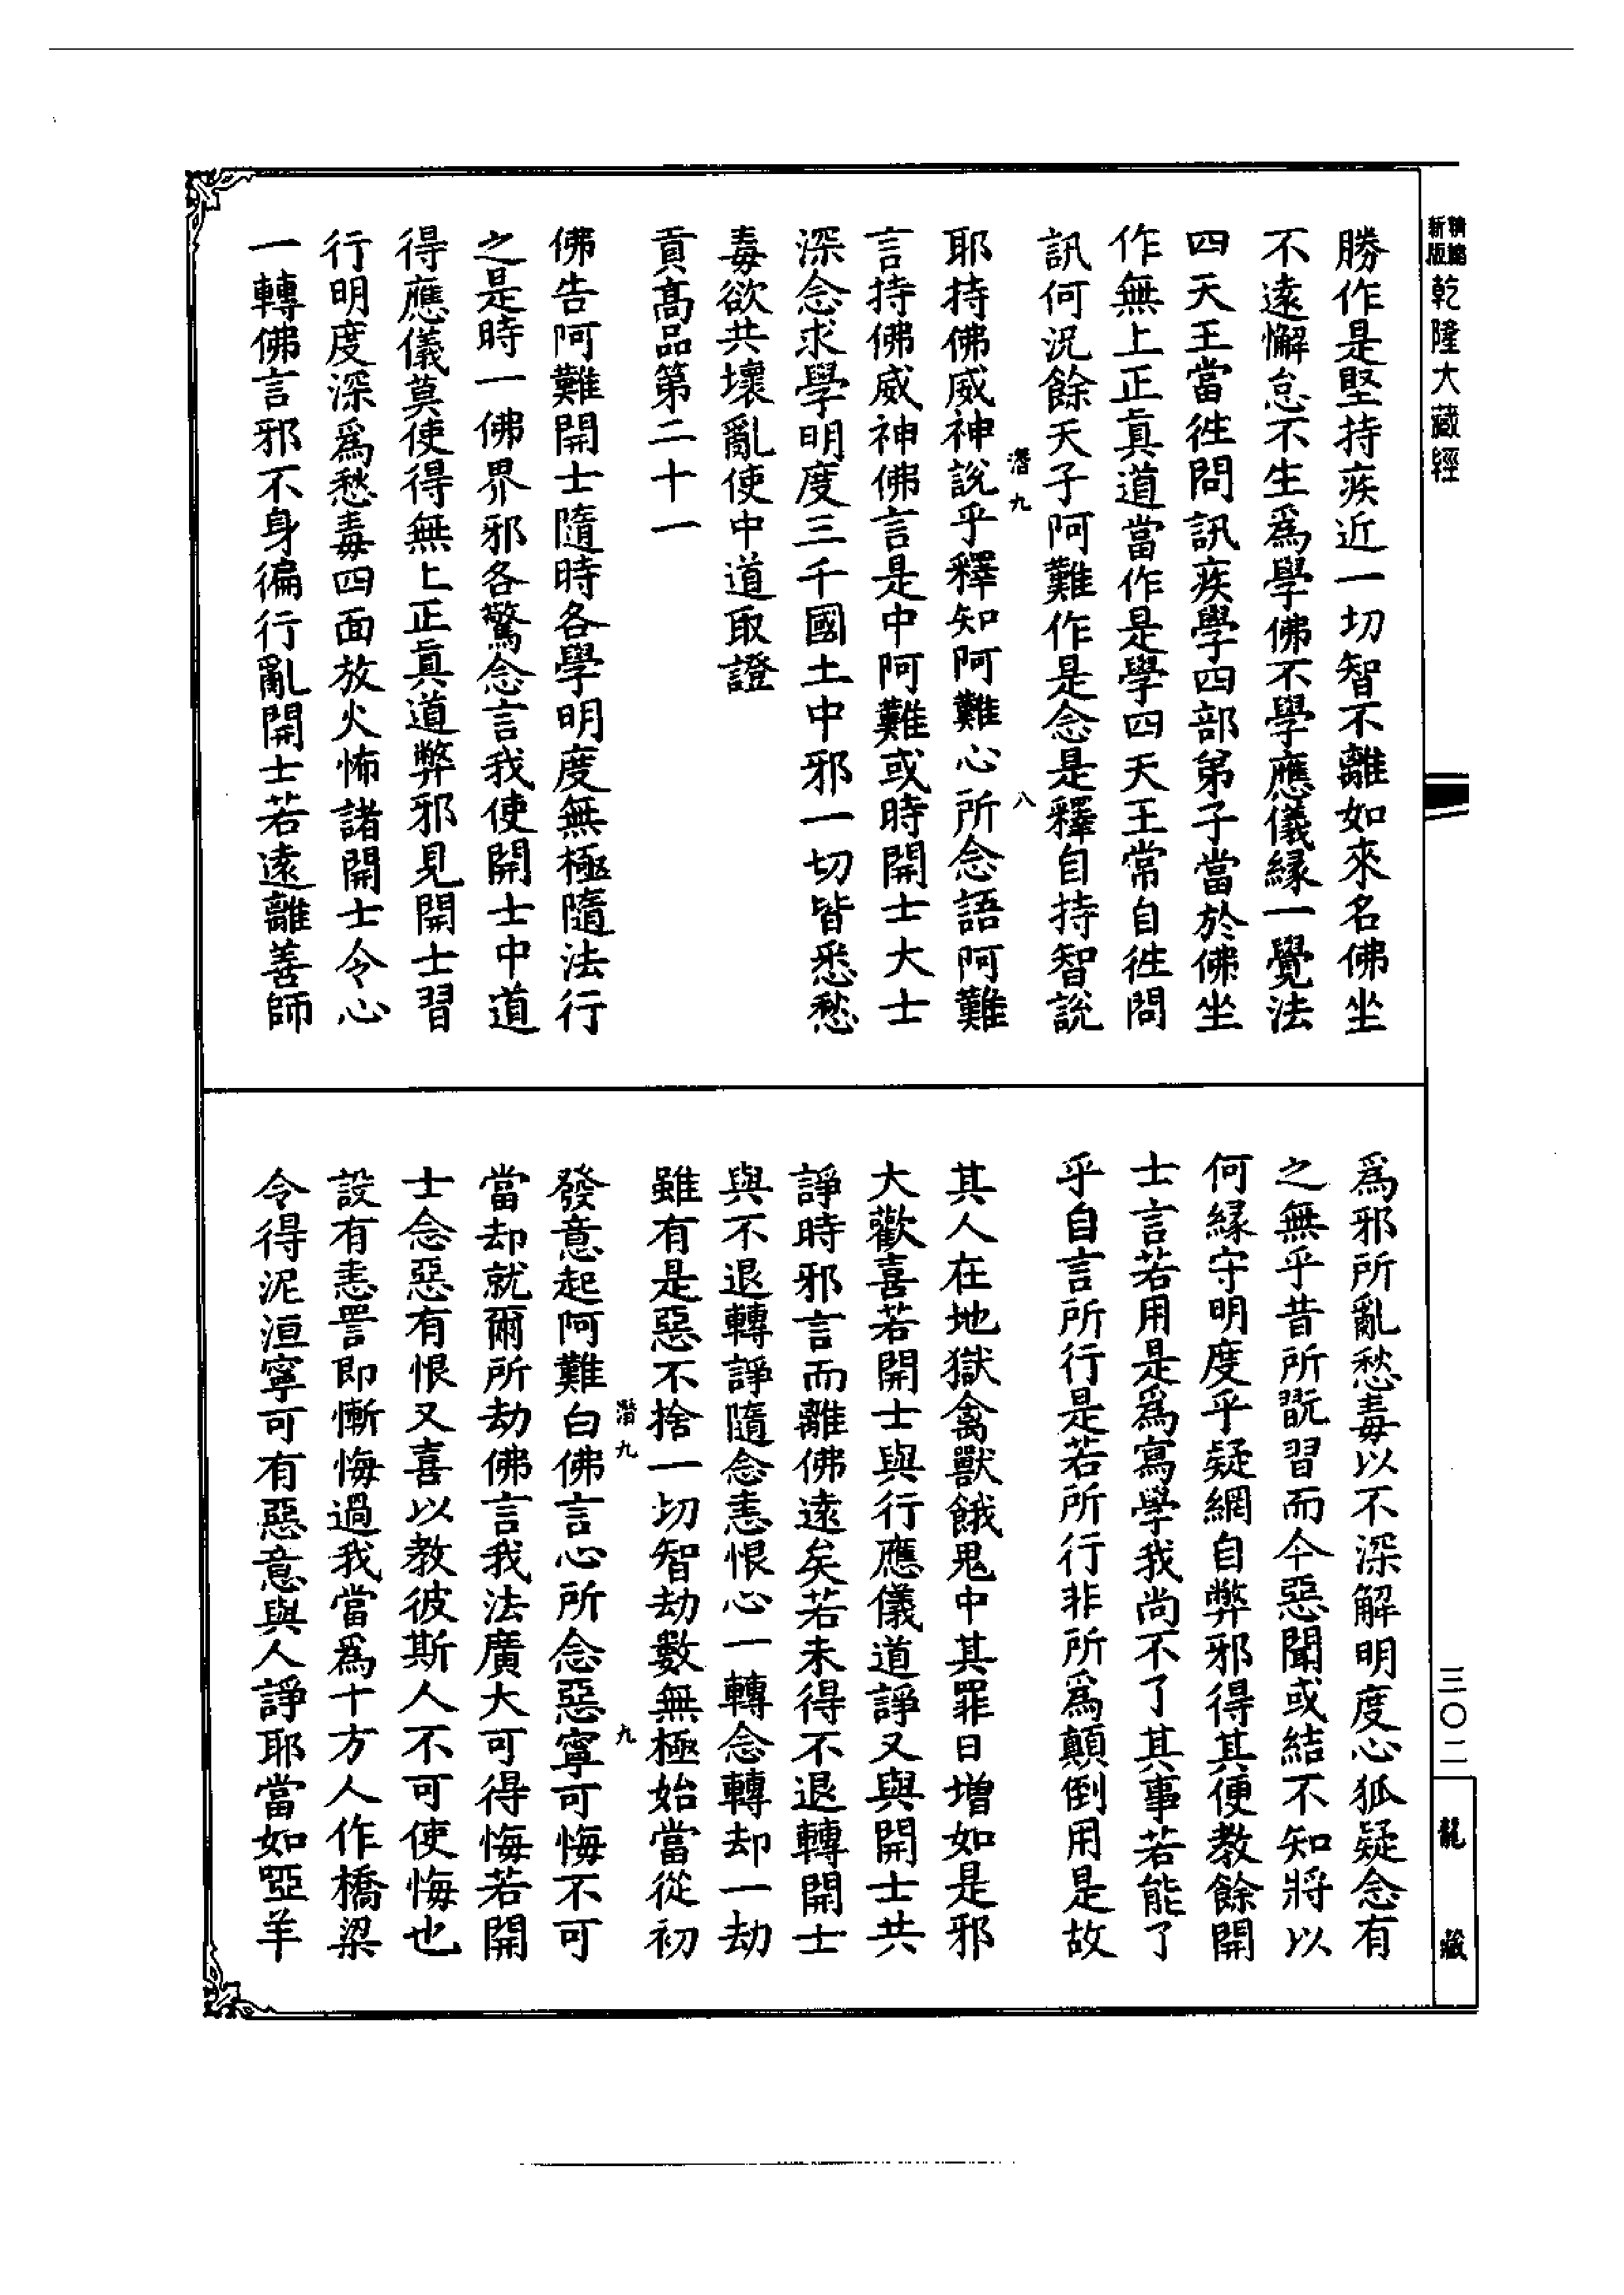 新版
精縮
乾隆大藏經
勝作是堅持疾近一切智不離如來名佛坐
不遠懈怠不生爲學佛不學應儀緣一覺法
四天王當往問訊疾學四部弟子當於佛坐
作無上正眞道當作是學四天王常自往問
訊何況餘天子阿難作是念是釋自持智說
潛九 八
耶持佛威神說乎釋知阿難心所念語阿難
言持佛威神佛言是中阿難或時開士大士
深念求學明度三千國土中邪一切皆悉愁
毒欲共壞亂使中道取證
貢高品第二十一
佛告阿難開士隨時各學明度無極隨法行
之是時一佛界邪各驚念言我使開士中道
得應儀莫使得無上正眞道弊邪見開士習
行明度深爲愁毒四面放火怖諸開士令心
一轉佛言邪不身徧行亂開士若遠離善師
爲邪所亂愁毒以不深解明度心狐疑念有
之無乎昔所翫習而今惡聞或結不知將以
何緣守明度乎疑網自弊邪得其便教餘開
士言若用是爲寫學我尚不了其事若能了
乎自言所行是若所行非所爲顛倒用是故
其人在地獄禽獸餓鬼中其罪日增如是邪
大歡喜若開士與行應儀道諍又與開士共
諍時邪言而離佛遠矣若未得不退轉開士
與不退轉諍隨念恚恨心一轉念轉却一劫
雖有是惡不捨一切智劫數無極始當從初
潛九 九
發意起阿難白佛言心所念惡寧可悔不可
當却就爾所劫佛言我法廣大可得悔若開
士念惡有恨又喜以教彼斯人不可使悔也
設有恚詈即慚悔過我當爲十方人作橋梁
令得泥洹寧可有惡意與人諍耶當如啞羊
三〇二
龍藏